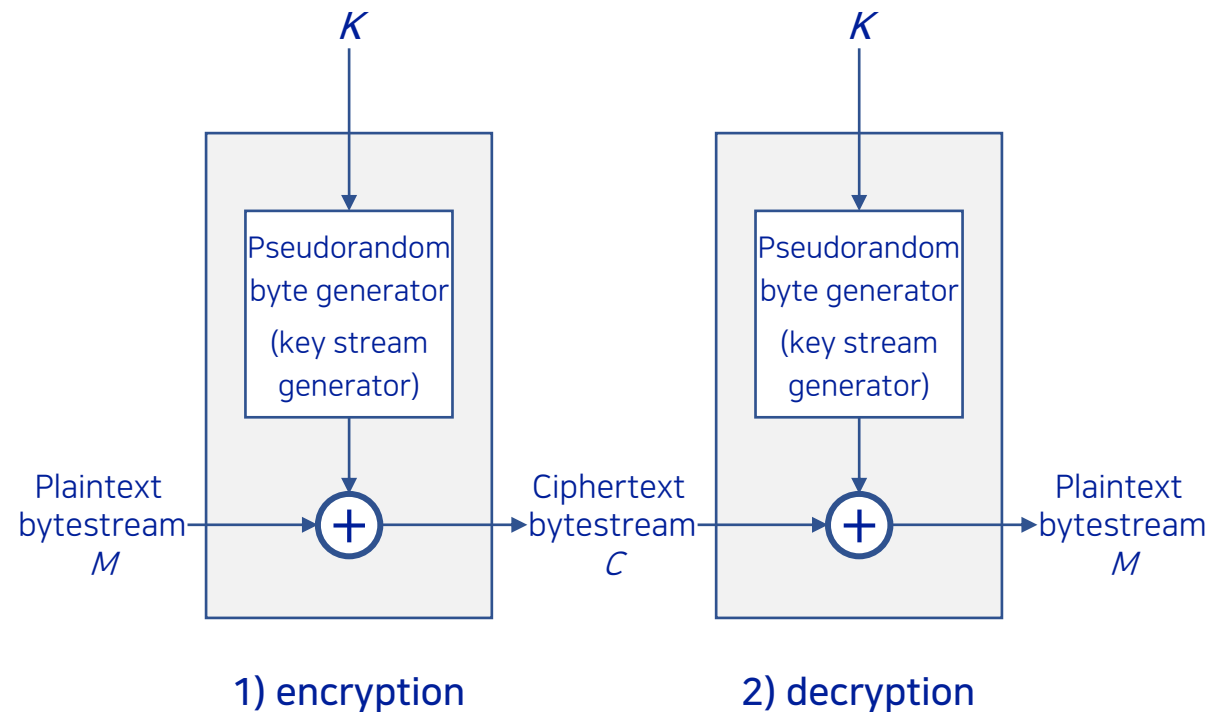 K
K
Pseudorandom
byte generator
(key stream
generator)
Pseudorandom
byte generator
(key stream
generator)
Plaintext
bytestream
M
+
Ciphertext
bytestream
C
+
Plaintext
bytestream
M
1) encryption
2) decryption